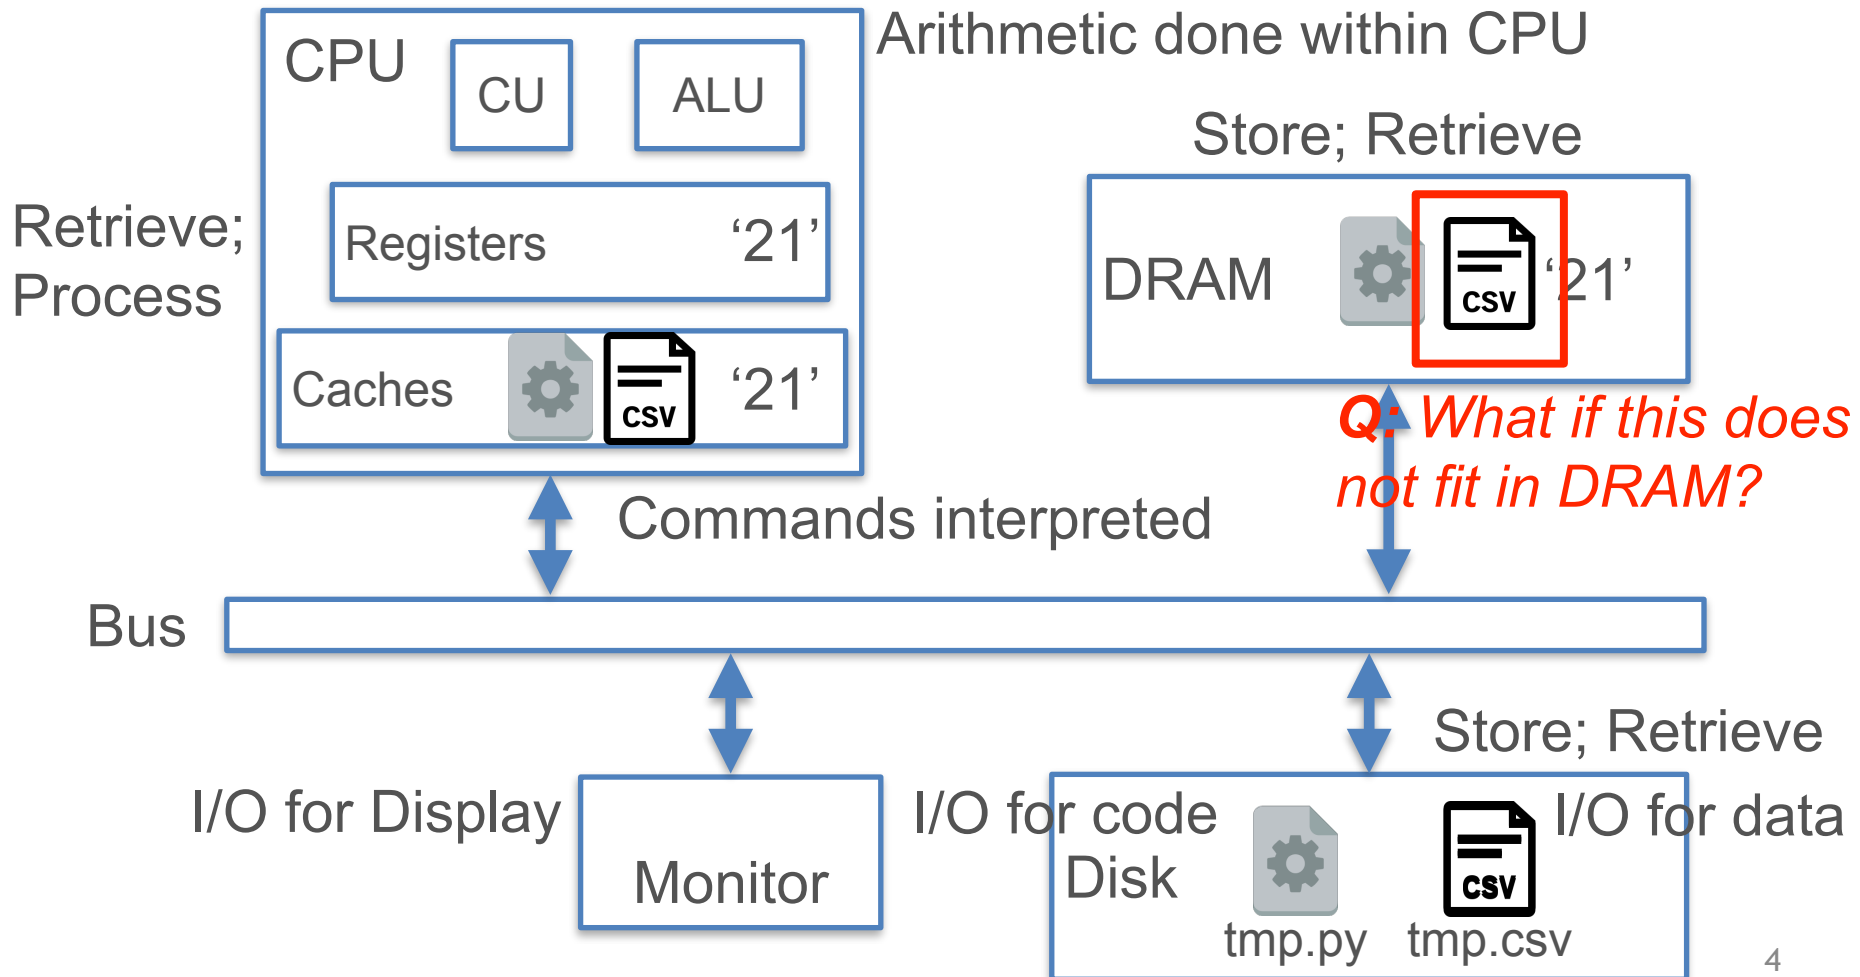 CPU
CU
ALU
Arithmetic done within CPU
Store; Retrieve
Retrieve;
Process
Registers
‘21’
DRAM
CSV
‘21’
Caches
CSV
‘21’
Q: What if this does
not fit in DRAM?
Commands interpreted
Bus
Store; Retrieve
I/O for Display
Monitor
I/O for code
I/O for data
Disk
CSV
tmp.py
tmp.csv
4